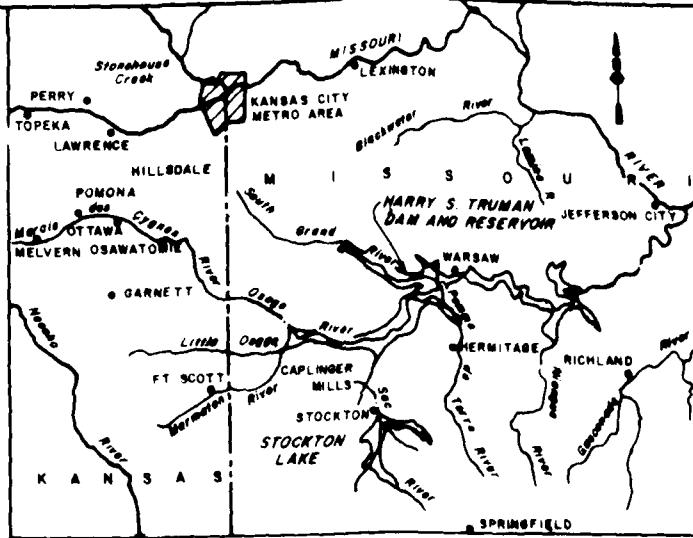 MISSOURI
Stonehouse
Creek
LEXINGTON
PERRY
KANSAS CITY
METRO AREA
TOPEKA
LAWRENCE
Blackwater River
Lamine R
HILLSDALE
M I S S O U R I
RIVER
POMONA
HARRY S. TRUMAN
DAM AND RESERVOIR
JEFFERSON CITY
South
Grand
River
Marais des Cygnes
River
OTTAWA
MELVERN
OSAWATOMIE
WARSAW
GARNETT
Osage
River
Neosho
River
Little Osage
River
Pomme de Terre
River
HERMITAGE
FT SCOTT
CAPLINGER
MILLS
Marmaton
RICHLAND
River
Niangua
River
Gasconade
Sac
River
STOCKTON
STOCKTON
LAKE
K A N S A S
SPRINGFIELD